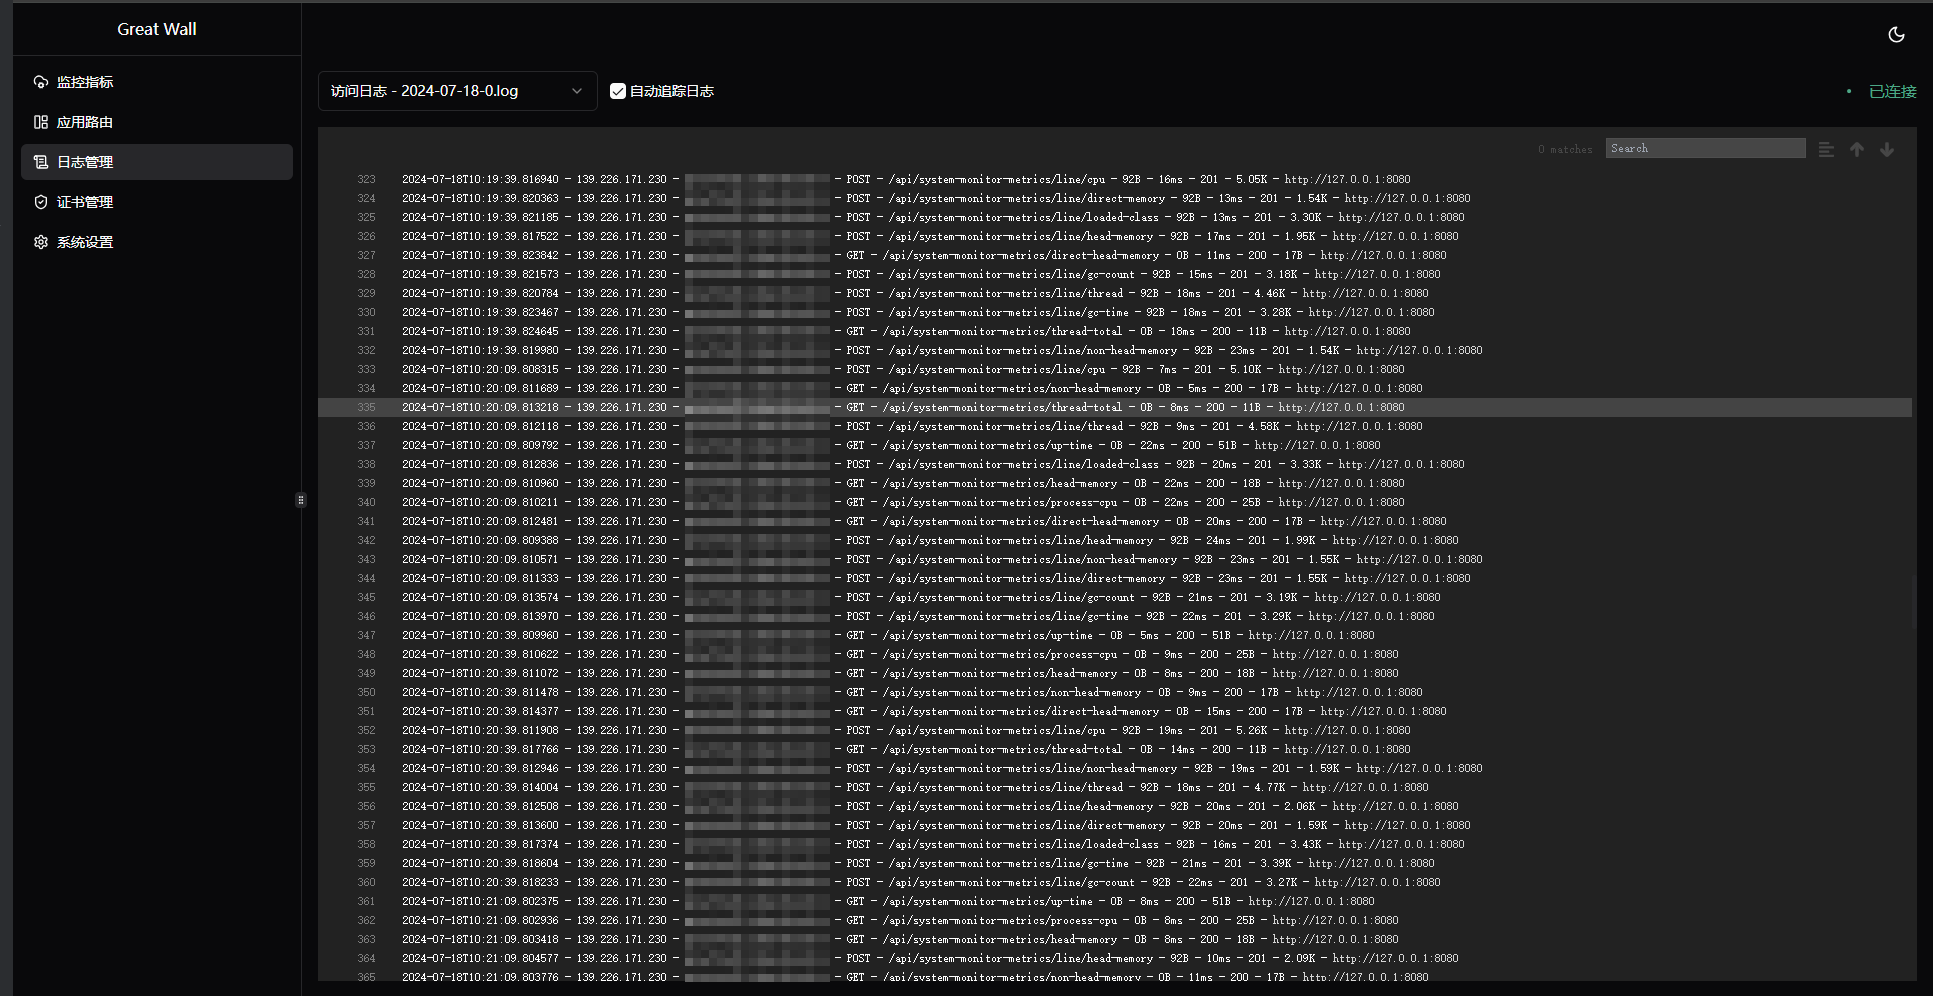 Great Wall
监控指标
应用路由
日志管理
证书管理
系统设置
访问日志 - 2024-07-18-0.log
自动追踪日志
已连接
0 matches
Search
323 2024-07-18T10:19:39.816940 - 139.226.171.230 - - POST - /api/system-monitor-metrics/line/cpu - 92B - 16ms - 201 - 5.05K - http://127.0.0.1:8080
324 2024-07-18T10:19:39.820363 - 139.226.171.230 - - POST - /api/system-monitor-metrics/line/direct-memory - 92B - 13ms - 201 - 1.54K - http://127.0.0.1:8080
325 2024-07-18T10:19:39.821185 - 139.226.171.230 - - POST - /api/system-monitor-metrics/line/loaded-class - 92B - 13ms - 201 - 3.30K - http://127.0.0.1:8080
326 2024-07-18T10:19:39.817522 - 139.226.171.230 - - POST - /api/system-monitor-metrics/line/head-memory - 92B - 17ms - 201 - 1.95K - http://127.0.0.1:8080
327 2024-07-18T10:19:39.823842 - 139.226.171.230 - - GET - /api/system-monitor-metrics/direct-head-memory - 0B - 11ms - 200 - 17B - http://127.0.0.1:8080
328 2024-07-18T10:19:39.821573 - 139.226.171.230 - - POST - /api/system-monitor-metrics/line/gc-count - 92B - 15ms - 201 - 3.18K - http://127.0.0.1:8080
329 2024-07-18T10:19:39.820784 - 139.226.171.230 - - POST - /api/system-monitor-metrics/line/thread - 92B - 18ms - 201 - 4.46K - http://127.0.0.1:8080
330 2024-07-18T10:19:39.823467 - 139.226.171.230 - - POST - /api/system-monitor-metrics/line/gc-time - 92B - 18ms - 201 - 3.28K - http://127.0.0.1:8080
331 2024-07-18T10:19:39.824645 - 139.226.171.230 - - GET - /api/system-monitor-metrics/thread-total - 0B - 18ms - 200 - 11B - http://127.0.0.1:8080
332 2024-07-18T10:19:39.819980 - 139.226.171.230 - - POST - /api/system-monitor-metrics/line/non-head-memory - 92B - 23ms - 201 - 1.54K - http://127.0.0.1:8080
333 2024-07-18T10:20:09.808315 - 139.226.171.230 - - POST - /api/system-monitor-metrics/line/cpu - 92B - 7ms - 201 - 5.10K - http://127.0.0.1:8080
334 2024-07-18T10:20:09.811689 - 139.226.171.230 - - GET - /api/system-monitor-metrics/non-head-memory - 0B - 5ms - 200 - 17B - http://127.0.0.1:8080
335 2024-07-18T10:20:09.813218 - 139.226.171.230 - - GET - /api/system-monitor-metrics/thread-total - 0B - 8ms - 200 - 11B - http://127.0.0.1:8080
336 2024-07-18T10:20:09.812118 - 139.226.171.230 - - POST - /api/system-monitor-metrics/line/thread - 92B - 9ms - 201 - 4.58K - http://127.0.0.1:8080
337 2024-07-18T10:20:09.809792 - 139.226.171.230 - - GET - /api/system-monitor-metrics/up-time - 0B - 22ms - 200 - 51B - http://127.0.0.1:8080
338 2024-07-18T10:20:09.812836 - 139.226.171.230 - - POST - /api/system-monitor-metrics/line/loaded-class - 92B - 20ms - 201 - 3.33K - http://127.0.0.1:8080
339 2024-07-18T10:20:09.810960 - 139.226.171.230 - - GET - /api/system-monitor-metrics/head-memory - 0B - 22ms - 200 - 18B - http://127.0.0.1:8080
340 2024-07-18T10:20:09.810211 - 139.226.171.230 - - GET - /api/system-monitor-metrics/process-cpu - 0B - 22ms - 200 - 25B - http://127.0.0.1:8080
341 2024-07-18T10:20:09.812481 - 139.226.171.230 - - GET - /api/system-monitor-metrics/direct-head-memory - 0B - 20ms - 200 - 17B - http://127.0.0.1:8080
342 2024-07-18T10:20:09.809388 - 139.226.171.230 - - POST - /api/system-monitor-metrics/line/head-memory - 92B - 24ms - 201 - 1.99K - http://127.0.0.1:8080
343 2024-07-18T10:20:09.810571 - 139.226.171.230 - - POST - /api/system-monitor-metrics/line/non-head-memory - 92B - 23ms - 201 - 1.55K - http://127.0.0.1:8080
344 2024-07-18T10:20:09.811333 - 139.226.171.230 - - POST - /api/system-monitor-metrics/line/direct-memory - 92B - 23ms - 201 - 1.55K - http://127.0.0.1:8080
345 2024-07-18T10:20:09.813574 - 139.226.171.230 - - POST - /api/system-monitor-metrics/line/gc-count - 92B - 21ms - 201 - 3.19K - http://127.0.0.1:8080
346 2024-07-18T10:20:09.813970 - 139.226.171.230 - - POST - /api/system-monitor-metrics/line/gc-time - 92B - 22ms - 201 - 3.29K - http://127.0.0.1:8080
347 2024-07-18T10:20:39.809960 - 139.226.171.230 - - GET - /api/system-monitor-metrics/up-time - 0B - 5ms - 200 - 51B - http://127.0.0.1:8080
348 2024-07-18T10:20:39.810622 - 139.226.171.230 - - GET - /api/system-monitor-metrics/process-cpu - 0B - 9ms - 200 - 25B - http://127.0.0.1:8080
349 2024-07-18T10:20:39.811072 - 139.226.171.230 - - GET - /api/system-monitor-metrics/head-memory - 0B - 8ms - 200 - 18B - http://127.0.0.1:8080
350 2024-07-18T10:20:39.811478 - 139.226.171.230 - - GET - /api/system-monitor-metrics/non-head-memory - 0B - 9ms - 200 - 17B - http://127.0.0.1:8080
351 2024-07-18T10:20:39.814377 - 139.226.171.230 - - GET - /api/system-monitor-metrics/direct-head-memory - 0B - 15ms - 200 - 17B - http://127.0.0.1:8080
352 2024-07-18T10:20:39.811908 - 139.226.171.230 - - POST - /api/system-monitor-metrics/line/cpu - 92B - 19ms - 201 - 5.26K - http://127.0.0.1:8080
353 2024-07-18T10:20:39.817766 - 139.226.171.230 - - GET - /api/system-monitor-metrics/thread-total - 0B - 14ms - 200 - 11B - http://127.0.0.1:8080
354 2024-07-18T10:20:39.812946 - 139.226.171.230 - - POST - /api/system-monitor-metrics/line/non-head-memory - 92B - 19ms - 201 - 1.59K - http://127.0.0.1:8080
355 2024-07-18T10:20:39.814004 - 139.226.171.230 - - POST - /api/system-monitor-metrics/line/thread - 92B - 18ms - 201 - 4.77K - http://127.0.0.1:8080
356 2024-07-18T10:20:39.812508 - 139.226.171.230 - - POST - /api/system-monitor-metrics/line/head-memory - 92B - 20ms - 201 - 2.06K - http://127.0.0.1:8080
357 2024-07-18T10:20:39.813600 - 139.226.171.230 - - POST - /api/system-monitor-metrics/line/direct-memory - 92B - 20ms - 201 - 1.59K - http://127.0.0.1:8080
358 2024-07-18T10:20:39.817374 - 139.226.171.230 - - POST - /api/system-monitor-metrics/line/loaded-class - 92B - 16ms - 201 - 3.43K - http://127.0.0.1:8080
359 2024-07-18T10:20:39.818604 - 139.226.171.230 - - POST - /api/system-monitor-metrics/line/gc-time - 92B - 21ms - 201 - 3.39K - http://127.0.0.1:8080
360 2024-07-18T10:20:39.818233 - 139.226.171.230 - - POST - /api/system-monitor-metrics/line/gc-count - 92B - 22ms - 201 - 3.27K - http://127.0.0.1:8080
361 2024-07-18T10:21:09.802375 - 139.226.171.230 - - GET - /api/system-monitor-metrics/up-time - 0B - 8ms - 200 - 51B - http://127.0.0.1:8080
362 2024-07-18T10:21:09.802936 - 139.226.171.230 - - GET - /api/system-monitor-metrics/process-cpu - 0B - 8ms - 200 - 25B - http://127.0.0.1:8080
363 2024-07-18T10:21:09.803418 - 139.226.171.230 - - GET - /api/system-monitor-metrics/head-memory - 0B - 8ms - 200 - 18B - http://127.0.0.1:8080
364 2024-07-18T10:21:09.804577 - 139.226.171.230 - - POST - /api/system-monitor-metrics/line/head-memory - 92B - 10ms - 201 - 2.09K - http://127.0.0.1:8080
365 2024-07-18T10:21:09.803776 - 139.226.171.230 - - GET - /api/system-monitor-metrics/non-head-memory - 0B - 11ms - 200 - 17B - http://127.0.0.1:8080